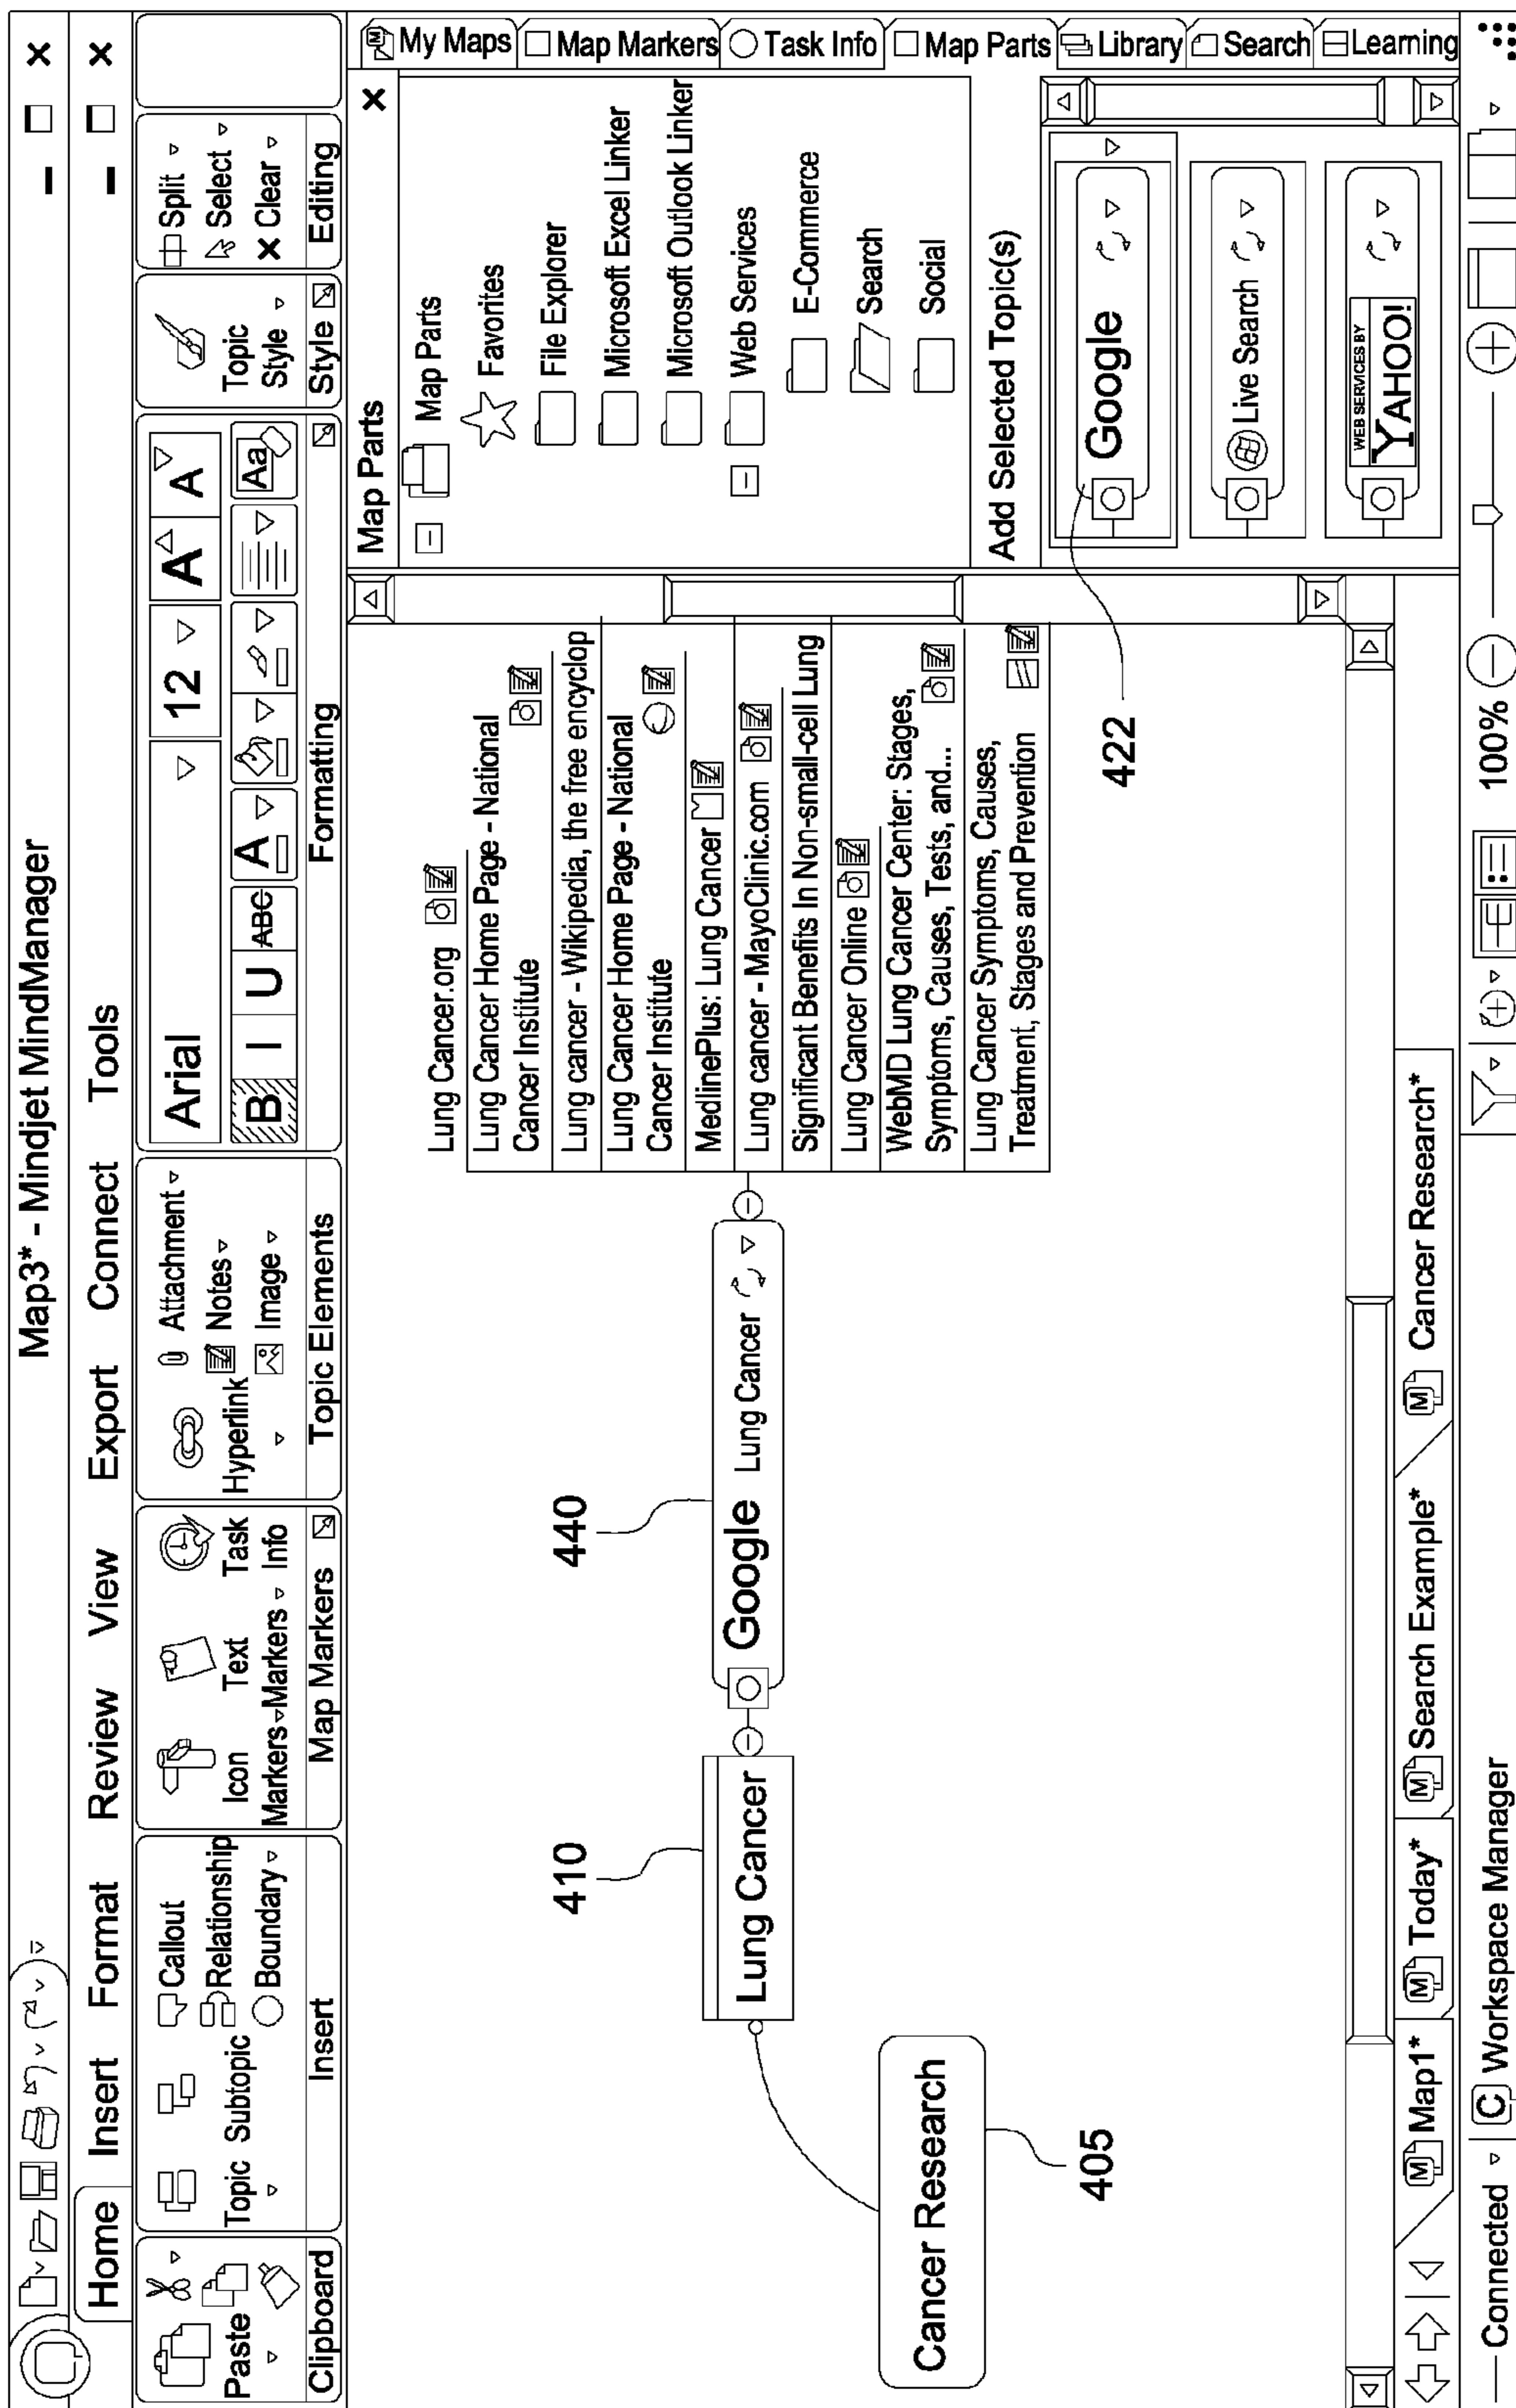 Map3* - Mindjet MindManager
Home Insert Format Review View Export Connect Tools
Paste
Clipboard
Topic Subtopic
Callout
Relationship
Boundary
Insert
Icon Markers
Text Markers
Task Info
Map Markers
Hyperlink
Attachment
Notes
Image
Topic Elements
Arial 12 A A
B I U ABC A Aa
Formatting
Topic Style
Style
Split
Select
Clear
Editing
405
Cancer Research
410
Lung Cancer
440
Google Lung Cancer
Lung Cancer.org
Lung Cancer Home Page - National
Cancer Institute
Lung cancer - Wikipedia, the free encyclop
Lung Cancer Home Page - National
Cancer Institute
MedlinePlus: Lung Cancer
Lung cancer - MayoClinic.com
Significant Benefits In Non-small-cell Lung
Lung Cancer Online
WebMD Lung Cancer Center: Stages,
Symptoms, Causes, Tests, and...
Lung Cancer Symptoms, Causes,
Treatment, Stages and Prevention
422
Map Parts
Map Parts
Favorites
File Explorer
Microsoft Excel Linker
Microsoft Outlook Linker
Web Services
E-Commerce
Search
Social
Add Selected Topic(s)
Google
Live Search
WEB SERVICES BY
YAHOO!
My Maps
Map Markers
Task Info
Map Parts
Library
Search
Learning
M Map1* M Today* M Search Example* M Cancer Research*
Connected C Workspace Manager 100%